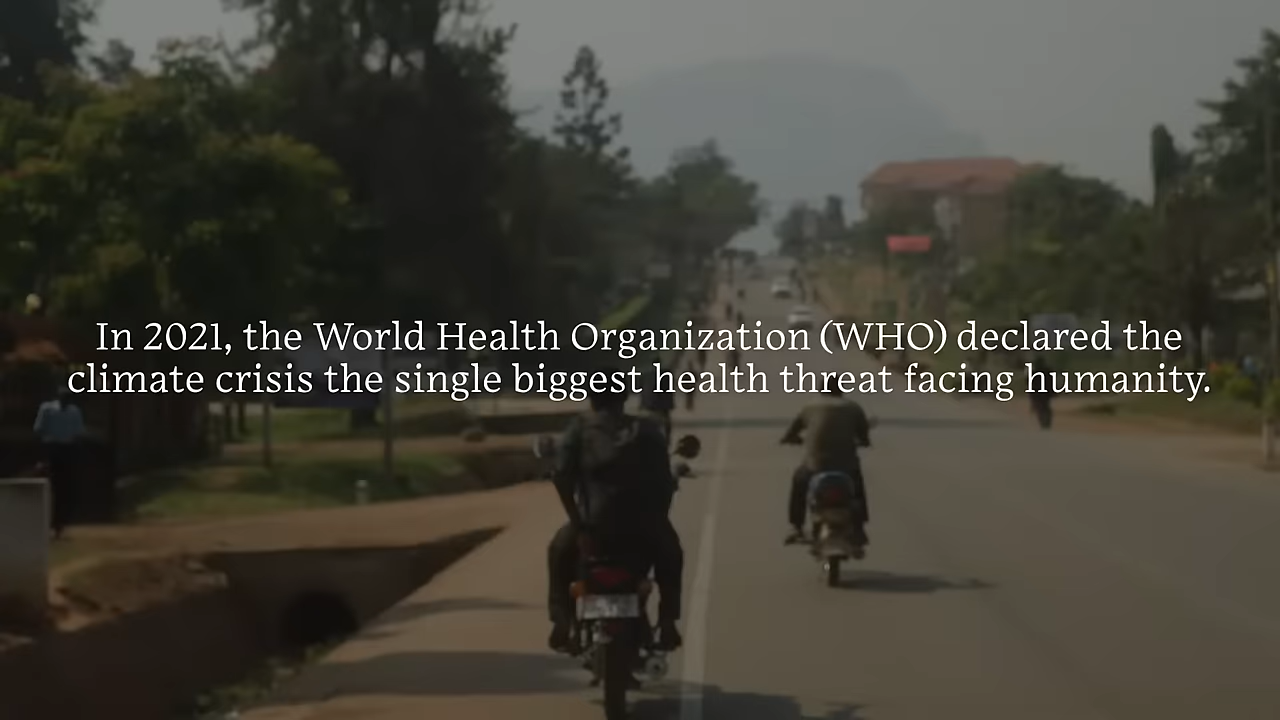 In 2021, the World Health Organization (WHO) declared the
climate crisis the single biggest health threat facing humanity.